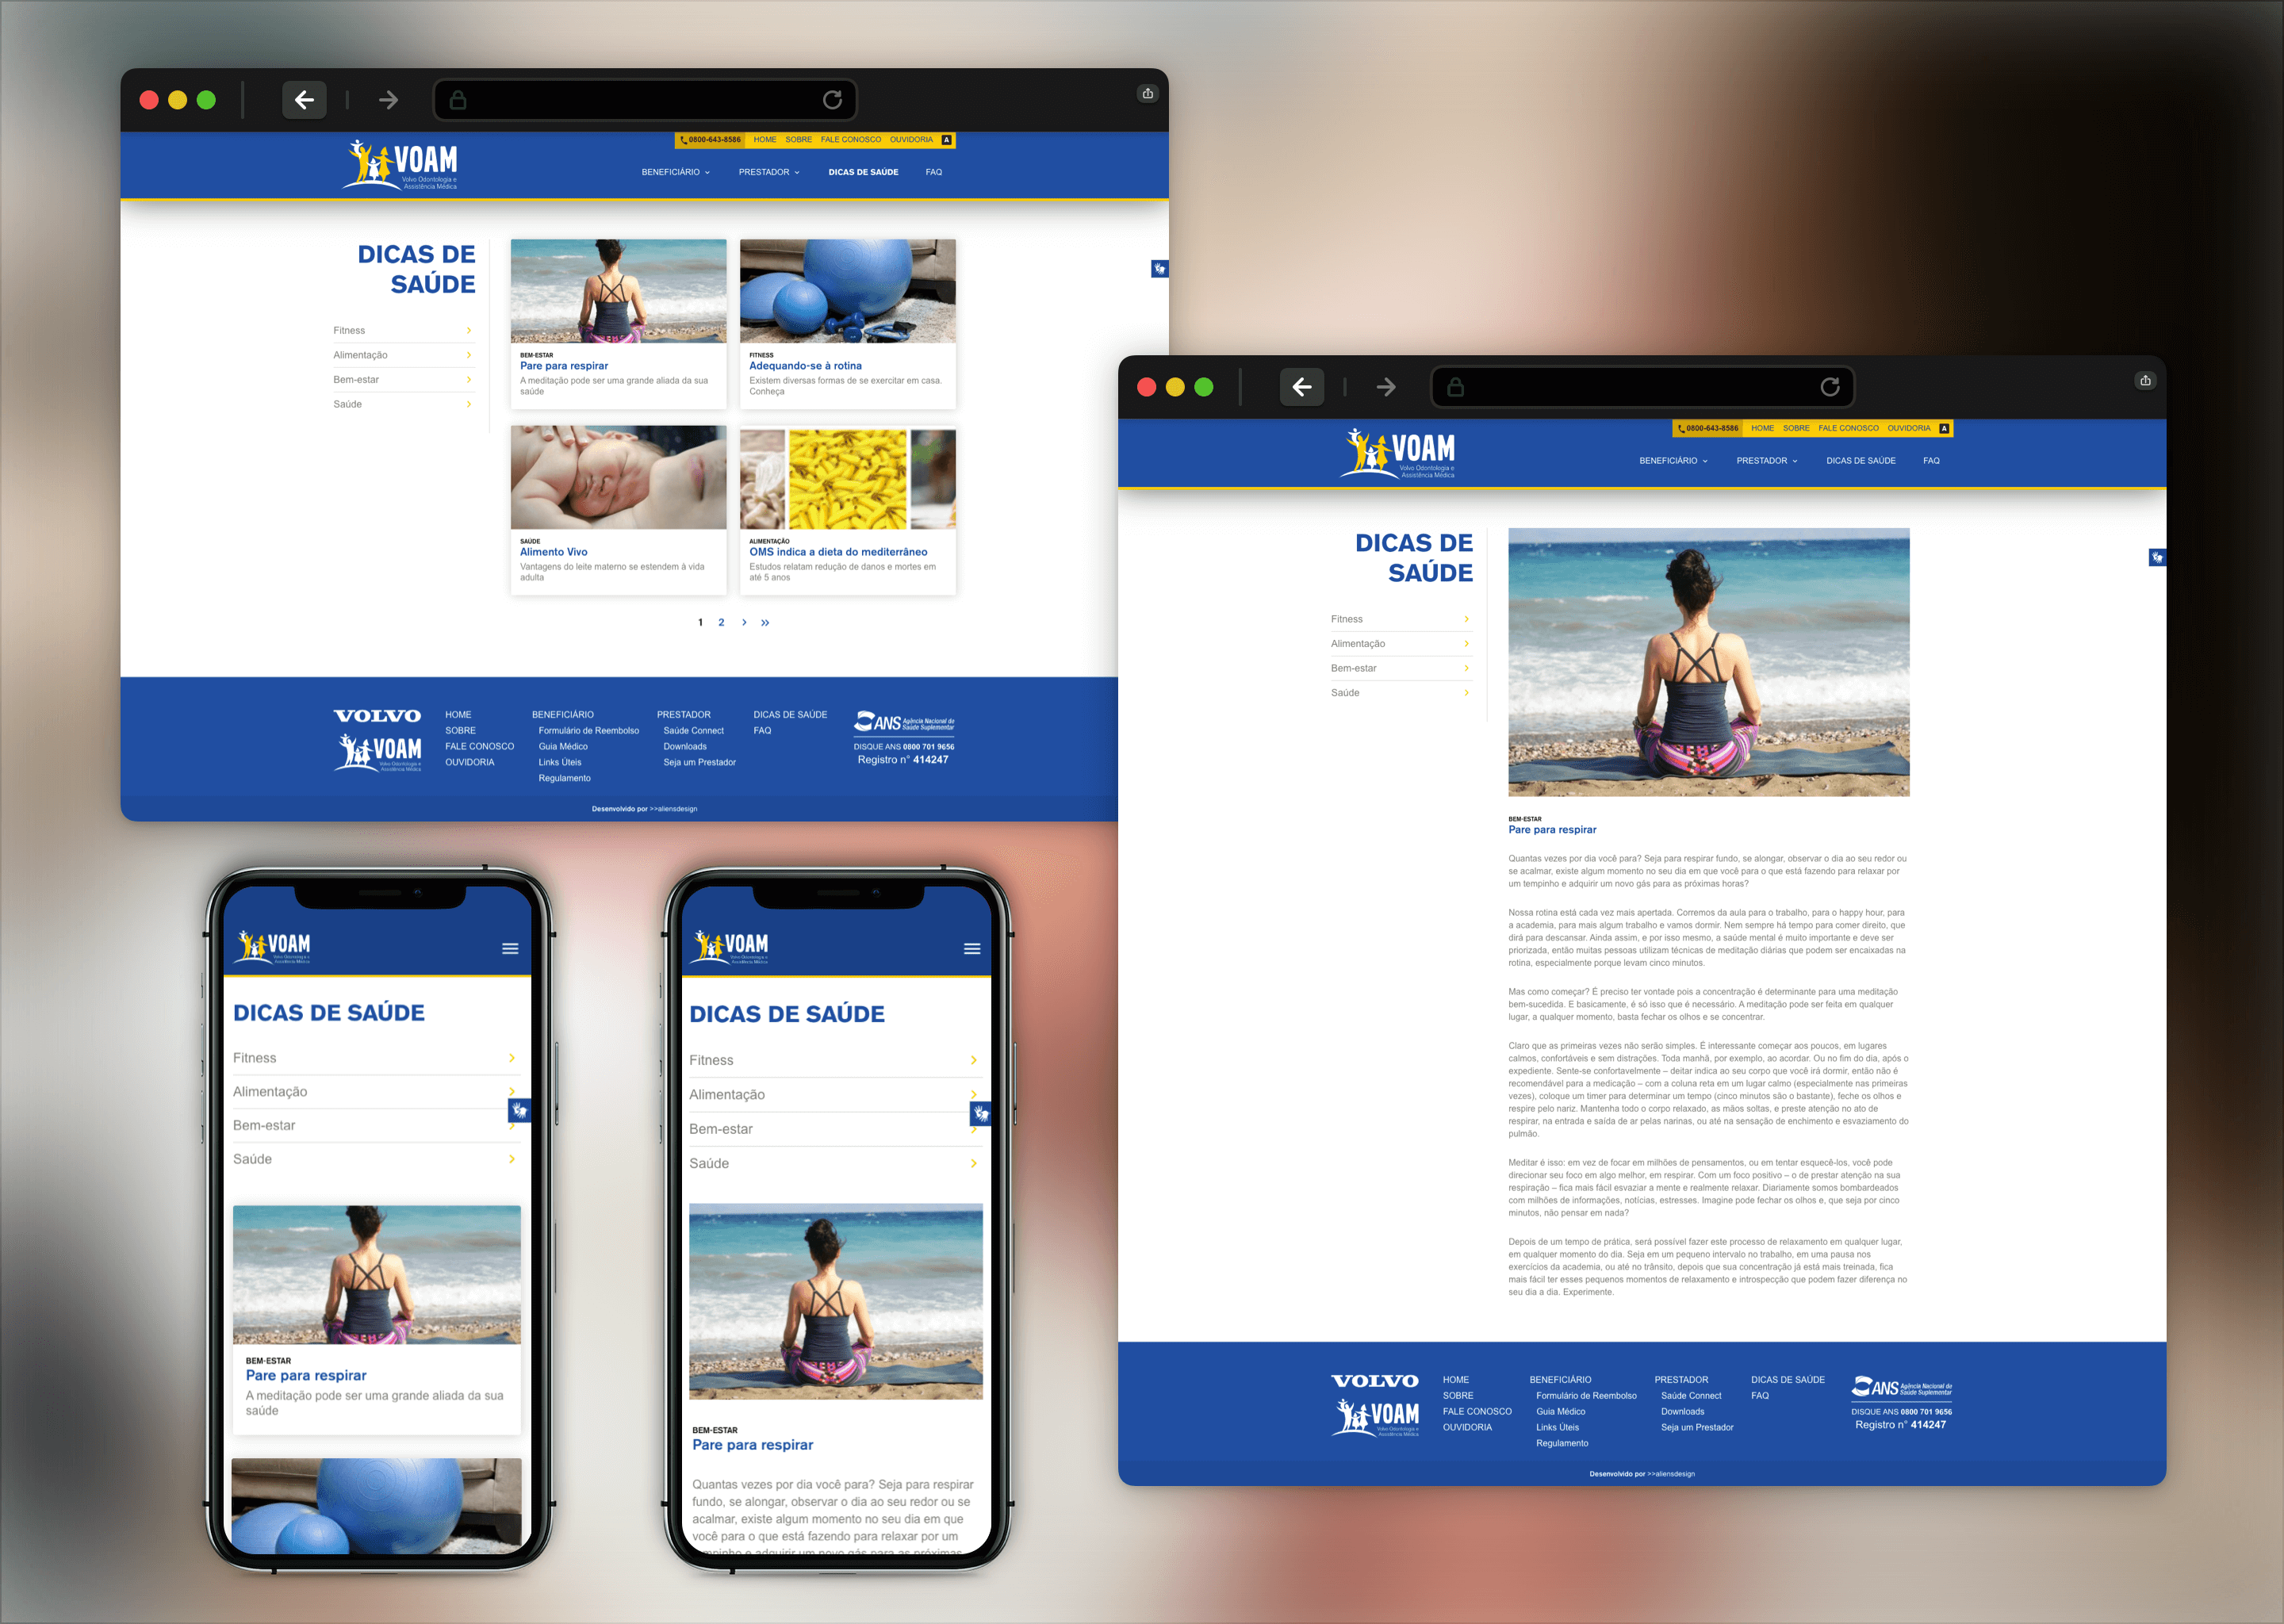 0800-643-8586 HOME SOBRE FALE CONOSCO OUVIDORIA A
VOAM
Volvo Odontologia e
Assistência Médica
BENEFICIÁRIO PRESTADOR DICAS DE SAÚDE FAQ
DICAS DE
SAÚDE
Fitness
Alimentação
Bem-estar
Saúde
BEM-ESTAR
Pare para respirar
A meditação pode ser uma grande aliada da sua
saúde
FITNESS
Adequando-se à rotina
Existem diversas formas de se exercitar em casa.
Conheça
SAÚDE
Alimento Vivo
Vantagens do leite materno se estendem à vida
adulta
ALIMENTAÇÃO
OMS indica a dieta do mediterrâneo
Estudos relatam redução de danos e mortes em
até 5 anos
1 2 > >>
VOLVO
VOAM
Volvo Odontologia e
Assistência Médica
HOME
SOBRE
FALE CONOSCO
OUVIDORIA
BENEFICIÁRIO
Formulário de Reembolso
Guia Médico
Links Úteis
Regulamento
PRESTADOR
Saúde Connect
Downloads
Seja um Prestador
DICAS DE SAÚDE
FAQ
ANS Agência Nacional de
Saúde Suplementar
DISQUE ANS 0800 701 9656
Registro n° 414247
Desenvolvido por >>aliensdesign
0800-643-8586 HOME SOBRE FALE CONOSCO OUVIDORIA A
VOAM
Volvo Odontologia e
Assistência Médica
BENEFICIÁRIO PRESTADOR DICAS DE SAÚDE FAQ
DICAS DE
SAÚDE
Fitness
Alimentação
Bem-estar
Saúde
BEM-ESTAR
Pare para respirar
Quantas vezes por dia você para? Seja para respirar fundo, se alongar, observar o dia ao seu redor ou
se acalmar, existe algum momento no seu dia em que você para o que está fazendo para relaxar por
um tempinho e adquirir um novo gás para as próximas horas?
Nossa rotina está cada vez mais apertada. Corremos da aula para o trabalho, para o happy hour, para
a academia, para mais algum trabalho e vamos dormir. Nem sempre há tempo para comer direito, que
dirá para descansar. Ainda assim, e por isso mesmo, a saúde mental é muito importante e deve ser
priorizada, então muitas pessoas utilizam técnicas de meditação diárias que podem ser encaixadas na
rotina, especialmente porque levam cinco minutos.
Mas como começar? É preciso ter vontade pois a concentração é determinante para uma meditação
bem-sucedida. E basicamente, é só isso que é necessário. A meditação pode ser feita em qualquer
lugar, a qualquer momento, basta fechar os olhos e se concentrar.
Claro que as primeiras vezes não serão simples. É interessante começar aos poucos, em lugares
calmos, confortáveis e sem distrações. Toda manhã, por exemplo, ao acordar. Ou no fim do dia, após o
expediente. Sente-se confortavelmente – deitar indica ao seu corpo que você irá dormir, então não é
recomendável para a medicação – com a coluna reta em um lugar calmo (especialmente nas primeiras
vezes), coloque um timer para determinar um tempo (cinco minutos são o bastante), feche os olhos e
respire pelo nariz. Mantenha todo o corpo relaxado, as mãos soltas, e preste atenção no ato de
respirar, na entrada e saída de ar pelas narinas, ou até na sensação de enchimento e esvaziamento do
pulmão.
Meditar é isso: em vez de focar em milhões de pensamentos, ou em tentar esquecê-los, você pode
direcionar seu foco em algo melhor, em respirar. Com um foco positivo – o de prestar atenção na sua
respiração – fica mais fácil esvaziar a mente e realmente relaxar. Diariamente somos bombardeados
com milhões de informações, notícias, estresses. Imagine pode fechar os olhos e, que seja por cinco
minutos, não pensar em nada?
Depois de um tempo de prática, será possível fazer este processo de relaxamento em qualquer lugar,
em qualquer momento do dia. Seja em um pequeno intervalo no trabalho, em uma pausa nos
exercícios da academia, ou até no trânsito, depois que sua concentração já está mais treinada, fica
mais fácil ter esses pequenos momentos de relaxamento e introspecção que podem fazer diferença no
seu dia a dia. Experimente.
VOLVO
VOAM
Volvo Odontologia e
Assistência Médica
HOME
SOBRE
FALE CONOSCO
OUVIDORIA
BENEFICIÁRIO
Formulário de Reembolso
Guia Médico
Links Úteis
Regulamento
PRESTADOR
Saúde Connect
Downloads
Seja um Prestador
DICAS DE SAÚDE
FAQ
ANS Agência Nacional de
Saúde Suplementar
DISQUE ANS 0800 701 9656
Registro n° 414247
Desenvolvido por >>aliensdesign
VOAM
Volvo Odontologia e
Assistência Médica
DICAS DE SAÚDE
Fitness
Alimentação
Bem-estar
Saúde
BEM-ESTAR
Pare para respirar
A meditação pode ser uma grande aliada da sua
saúde
VOAM
Volvo Odontologia e
Assistência Médica
DICAS DE SAÚDE
Fitness
Alimentação
Bem-estar
Saúde
BEM-ESTAR
Pare para respirar
Quantas vezes por dia você para? Seja para respirar
fundo, se alongar, observar o dia ao seu redor ou se
acalmar, existe algum momento no seu dia em que
você para o que está fazendo para relaxar por um
tempinho e adquirir um novo gás para as próximas